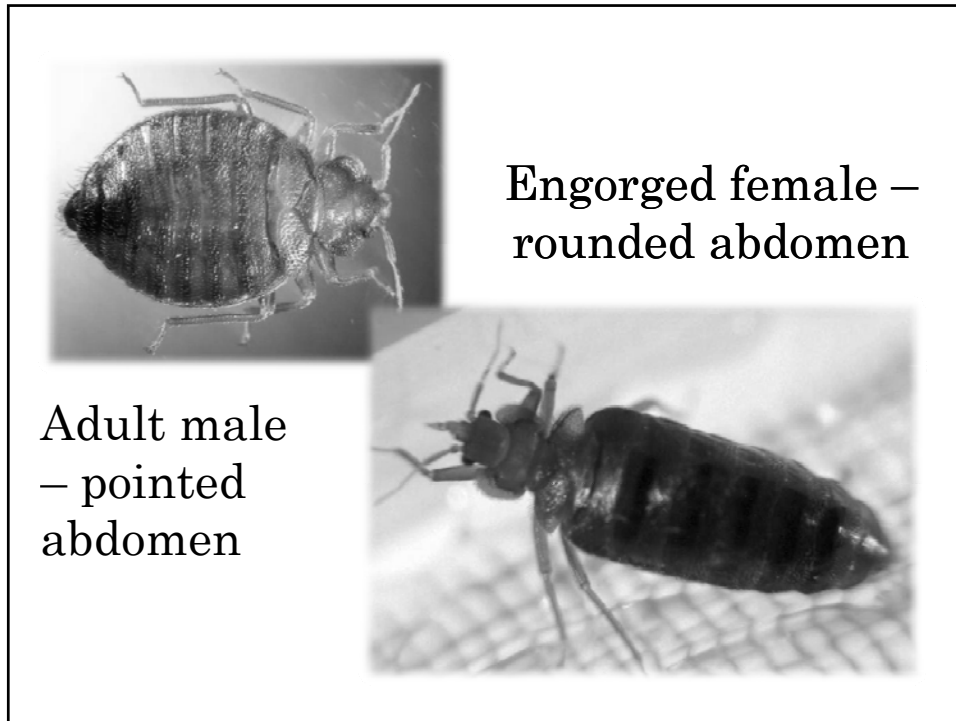 Engorged female –
rounded abdomen
Adult male
– pointed
abdomen